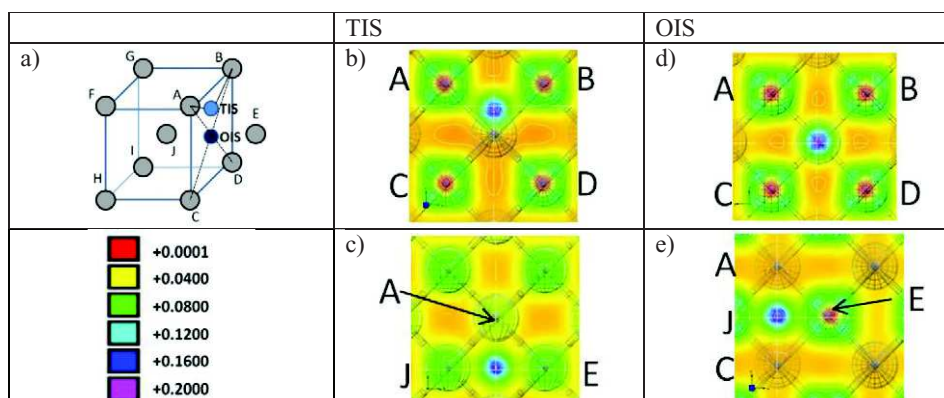 TIS OIS
a) b) d)
G B
F A TIS
E
OIS
J
I
D
H
C
A B
C D
A B
C D
+0.0001
+0.0400
+0.0800
+0.1200
+0.1600
+0.2000
c) e)
A
J E
A
J E
C